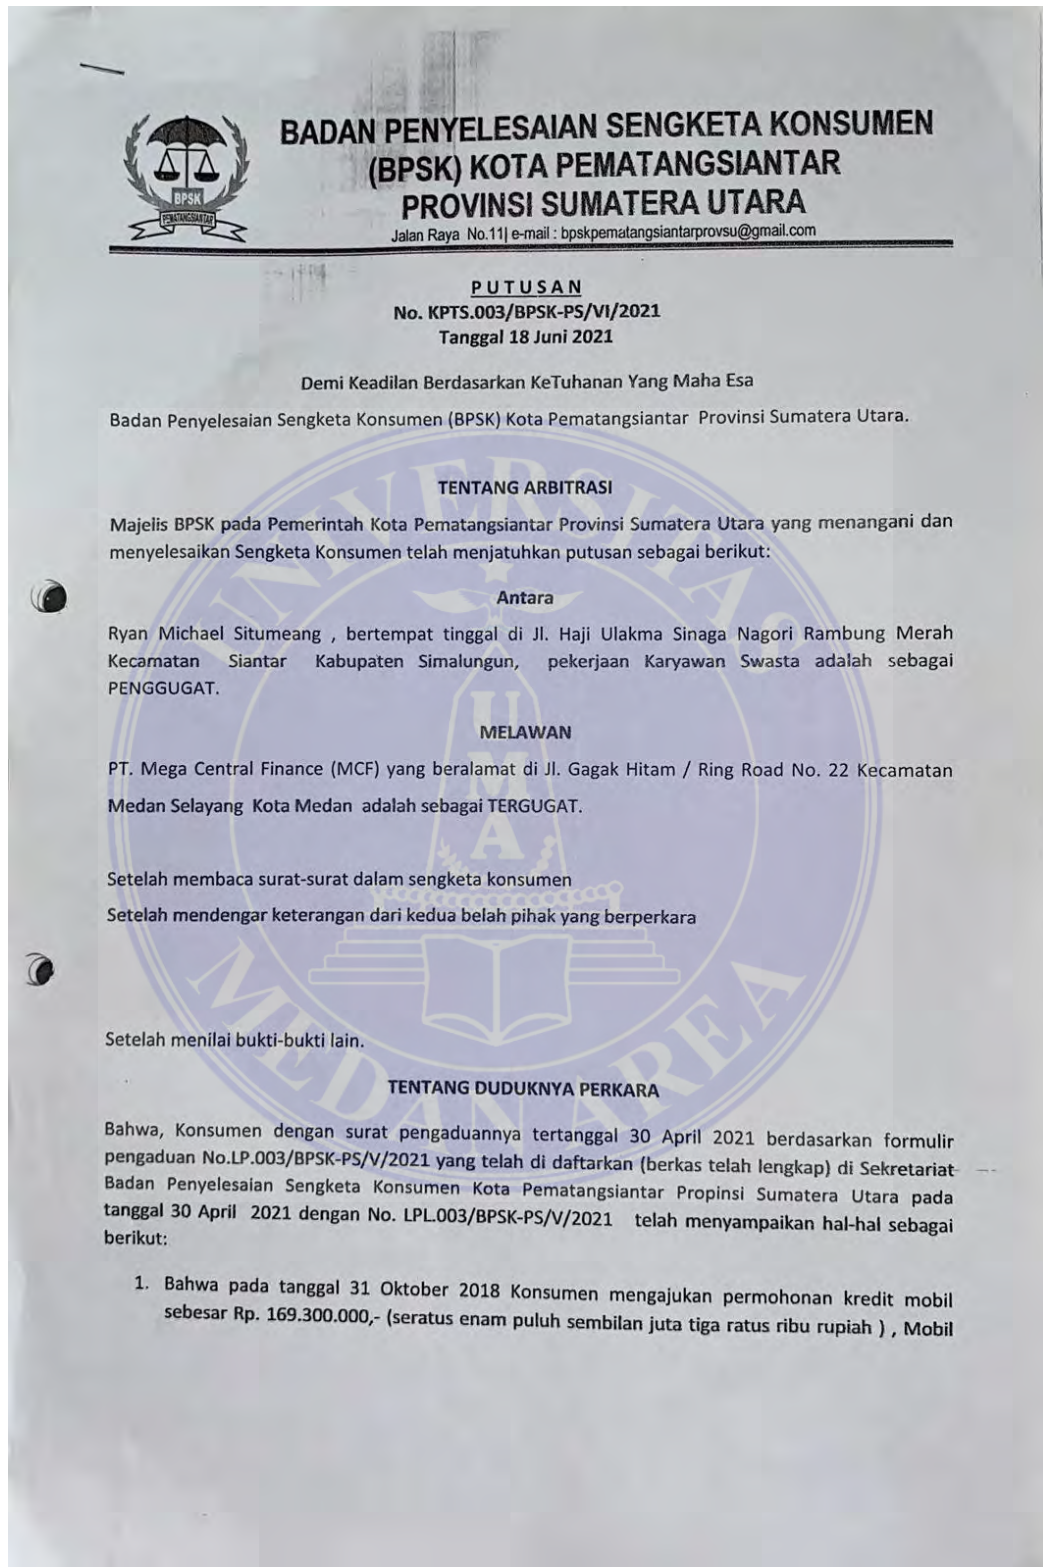 BADAN PENYELESAIAN SENGKETA KONSUMEN
(BPSK) KOTA PEMATANGSIANTAR
PROVINSI SUMATERA UTARA
Jalan Raya No.11| e-mail : bpskpematangsiantarprovsu@gmail.com
BPSK
PEMATANGSIANTAR
P U T U S A N
No. KPTS.003/BPSK-PS/VI/2021
Tanggal 18 Juni 2021
Demi Keadilan Berdasarkan KeTuhanan Yang Maha Esa
Badan Penyelesaian Sengketa Konsumen (BPSK) Kota Pematangsiantar Provinsi Sumatera Utara.
TENTANG ARBITRASI
Majelis BPSK pada Pemerintah Kota Pematangsiantar Provinsi Sumatera Utara yang menangani dan
menyelesaikan Sengketa Konsumen telah menjatuhkan putusan sebagai berikut:
Antara
Ryan Michael Situmeang , bertempat tinggal di Jl. Haji Ulakma Sinaga Nagori Rambung Merah
Kecamatan Siantar Kabupaten Simalungun, pekerjaan Karyawan Swasta adalah sebagai
PENGGUGAT.
MELAWAN
PT. Mega Central Finance (MCF) yang beralamat di Jl. Gagak Hitam / Ring Road No. 22 Kecamatan
Medan Selayang Kota Medan adalah sebagai TERGUGAT.
Setelah membaca surat-surat dalam sengketa konsumen
Setelah mendengar keterangan dari kedua belah pihak yang berperkara
Setelah menilai bukti-bukti lain.
TENTANG DUDUKNYA PERKARA
Bahwa, Konsumen dengan surat pengaduannya tertanggal 30 April 2021 berdasarkan formulir
pengaduan No.LP.003/BPSK-PS/V/2021 yang telah di daftarkan (berkas telah lengkap) di Sekretariat
Badan Penyelesaian Sengketa Konsumen Kota Pematangsiantar Propinsi Sumatera Utara pada
tanggal 30 April 2021 dengan No. LPL.003/BPSK-PS/V/2021 telah menyampaikan hal-hal sebagai
berikut:
1. Bahwa pada tanggal 31 Oktober 2018 Konsumen mengajukan permohonan kredit mobil
sebesar Rp. 169.300.000,- (seratus enam puluh sembilan juta tiga ratus ribu rupiah ) , Mobil
UNIVERSITAS
MEDAN AREA
UMA